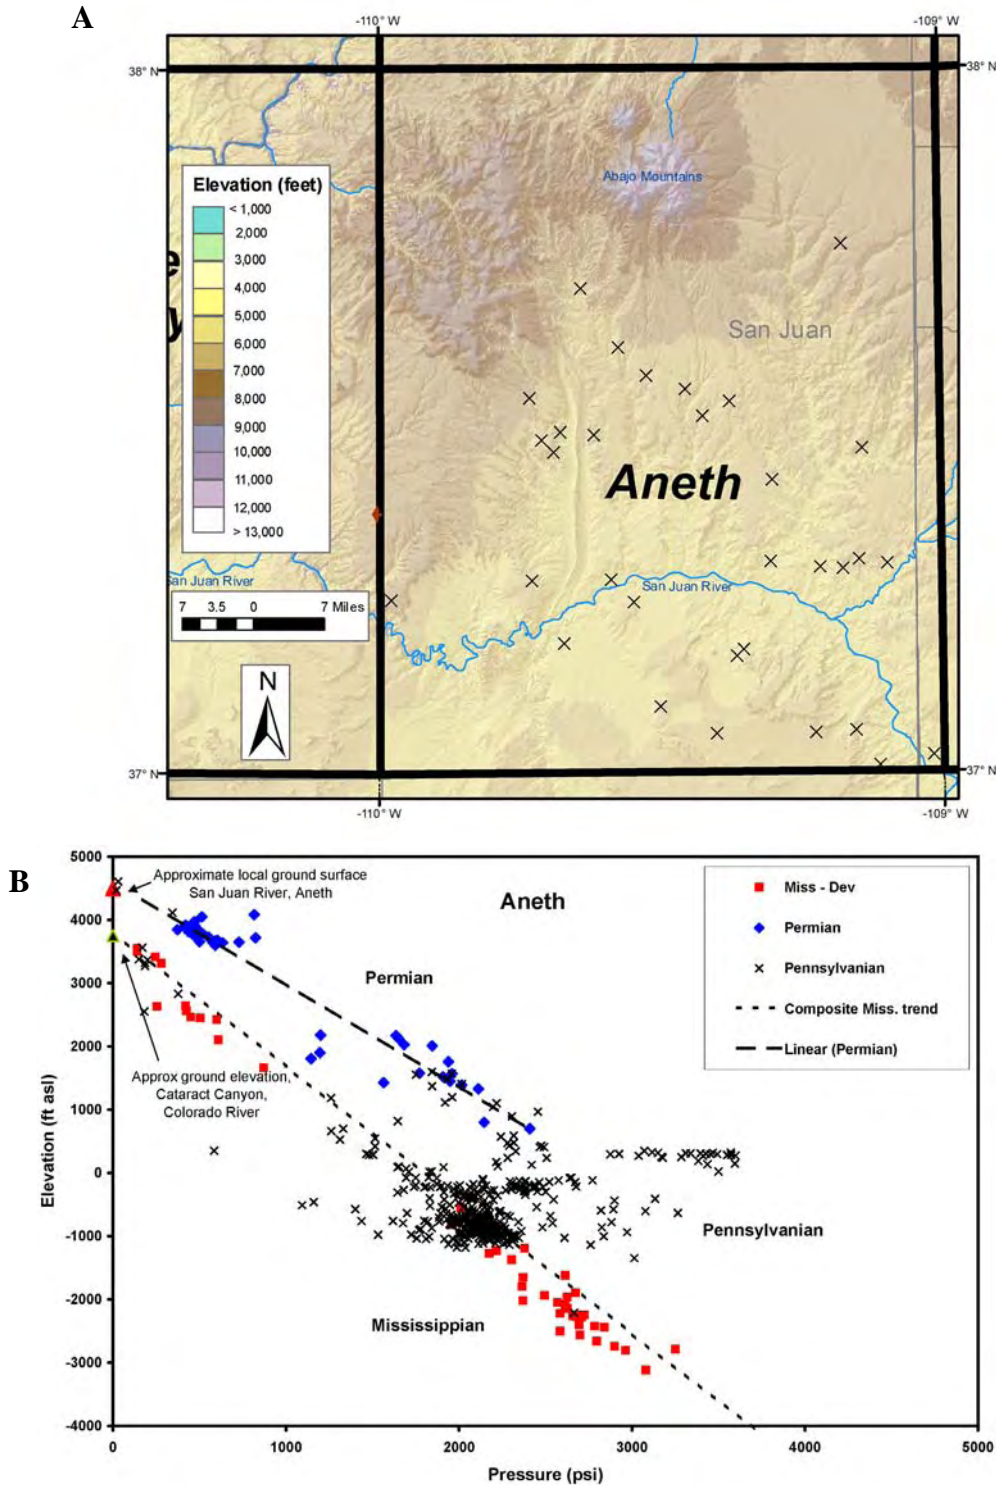 A
-110° W
-109° W
38° N
38° N
Abajo Mountains
Elevation (feet)
< 1,000
2,000
3,000
4,000
5,000
6,000
7,000
8,000
9,000
10,000
11,000
12,000
> 13,000
e
y
San Juan
Aneth
San Juan River
San Juan River
7 3.5 0 7 Miles
N
37° N
37° N
-110° W
-109° W
B
5000
4000
3000
2000
1000
0
-1000
-2000
-3000
-4000
Elevation (ft asl)
Approximate local ground surface
San Juan River, Aneth
Aneth
Miss - Dev
Permian
Pennsylvanian
Composite Miss. trend
Linear (Permian)
Permian
Approx ground elevation,
Cataract Canyon,
Colorado River
Pennsylvanian
Mississippian
0 1000 2000 3000 4000 5000
Pressure (psi)